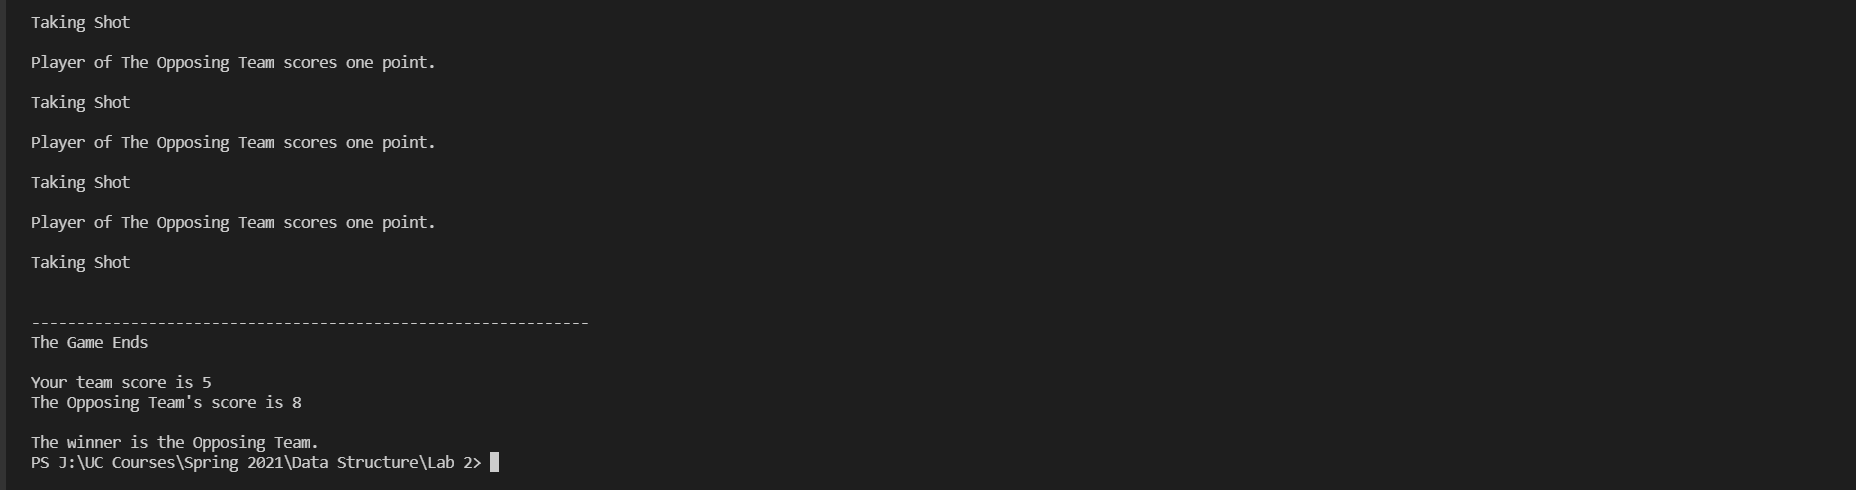 Taking Shot
Player of The Opposing Team scores one point.
Taking Shot
Player of The Opposing Team scores one point.
Taking Shot
Player of The Opposing Team scores one point.
Taking Shot
--------------------------------------------------------------
The Game Ends
Your team score is 5
The Opposing Team's score is 8
The winner is the Opposing Team.
PS J:\UC Courses\Spring 2021\Data Structure\Lab 2>